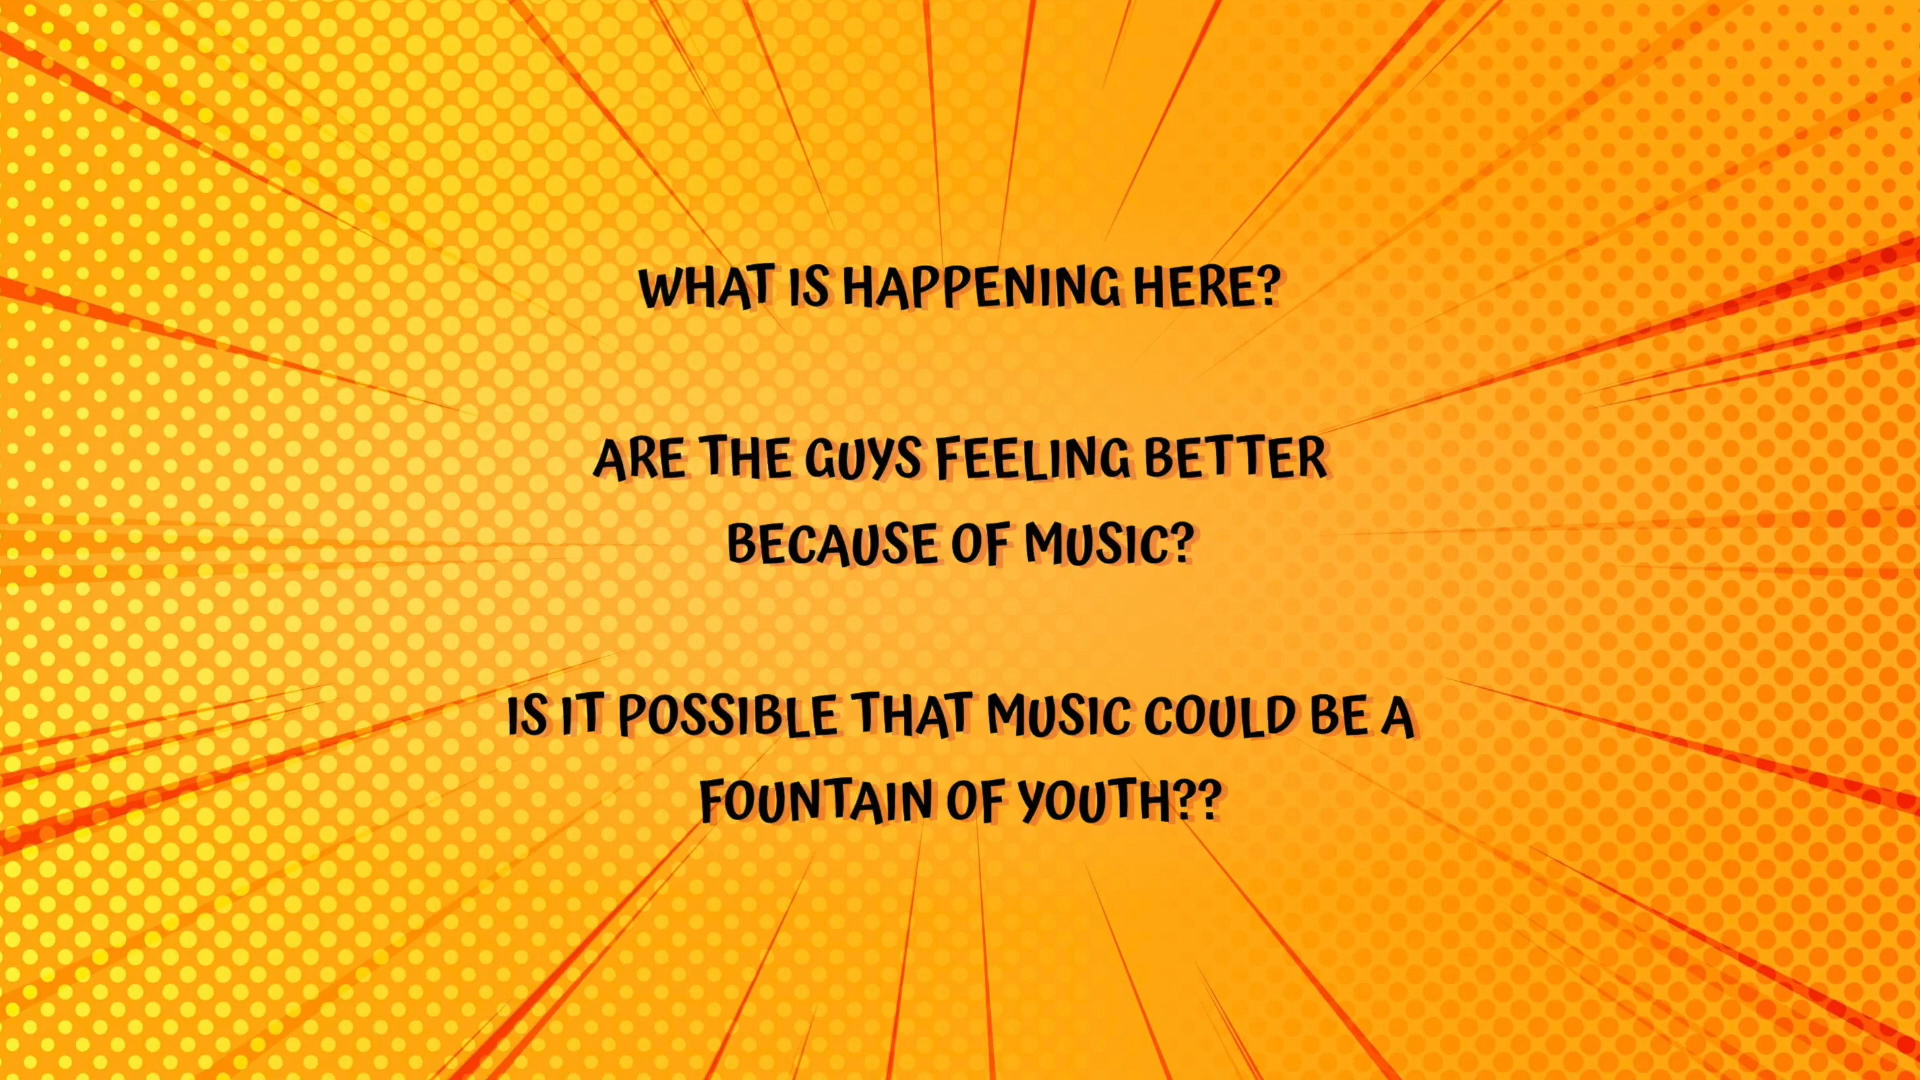 WHAT IS HAPPENING HERE?
ARE THE GUYS FEELING BETTER
BECAUSE OF MUSIC?
IS IT POSSIBLE THAT MUSIC COULD BE A
FOUNTAIN OF YOUTH??